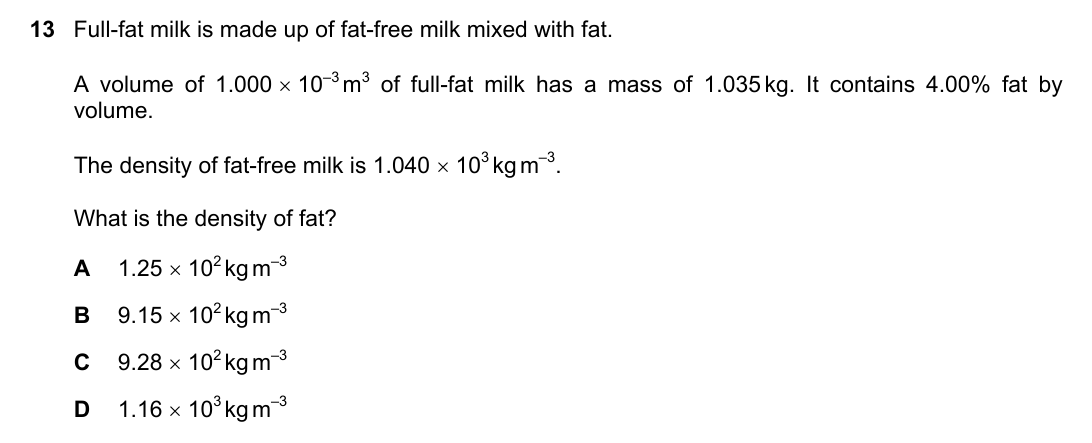 13 Full-fat milk is made up of fat-free milk mixed with fat.
A volume of 1.000 × 10⁻³ m³ of full-fat milk has a mass of 1.035 kg. It contains 4.00% fat by
volume.
The density of fat-free milk is 1.040 × 10³ kg m⁻³.
What is the density of fat?
A 1.25 × 10² kg m⁻³
B 9.15 × 10² kg m⁻³
C 9.28 × 10² kg m⁻³
D 1.16 × 10³ kg m⁻³